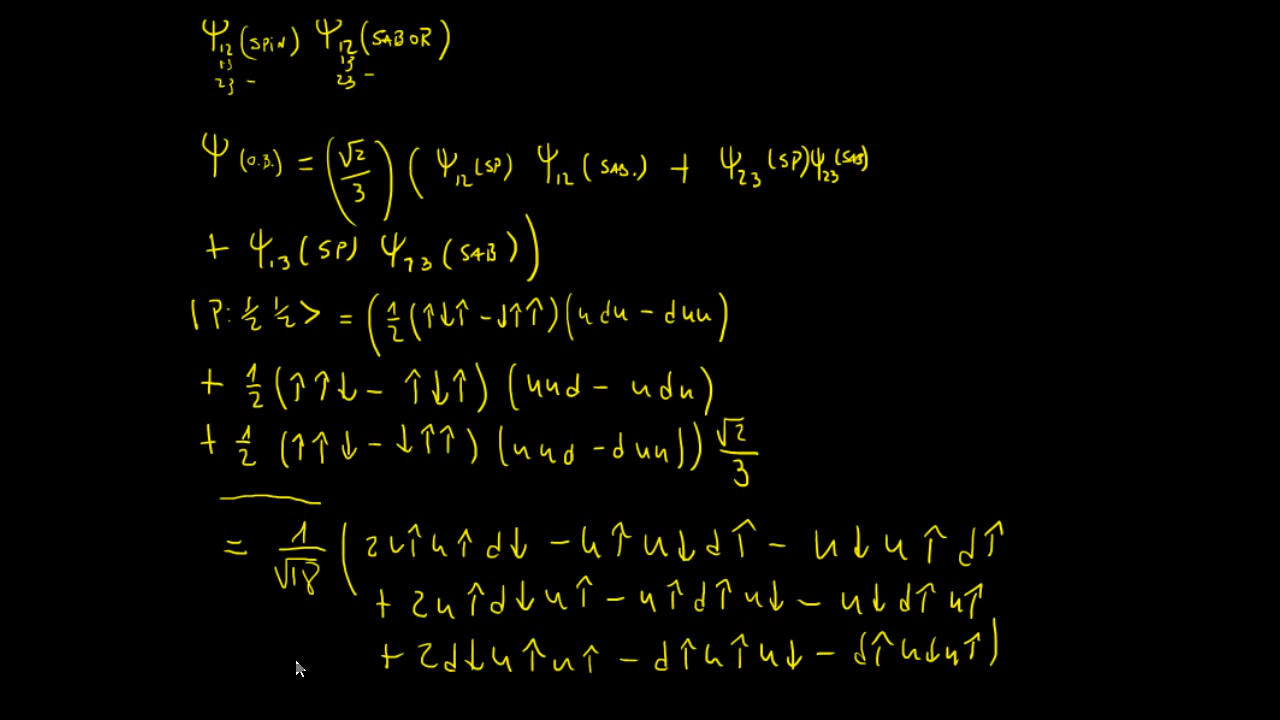 Ψ₁₂(SPIN) Ψ₁₂(SABOR)
13 13
23 - 23 -
Ψ(O.B.) = (√2/3) (Ψ₁₂(SP) Ψ₁₂(SAB.) + Ψ₂₃(SP)Ψ₂₃(SAB)
+ Ψ₁₃(SP) Ψ₁₃(SAB))
|P: 1/2 1/2> = (1/2(↑↓↑ - ↓↑↑)(udu - duu)
+ 1/2(↑↑↓ - ↑↓↑)(uud - udu)
+ 1/2 (↑↑↓ - ↓↑↑)(uud - duu)) √2/3
= 1/√18 (2u↑u↑d↓ - u↑u↓d↑ - u↓u↑d↑
+ 2u↑d↓u↑ - u↑d↑u↓ - u↓d↑u↑
+ 2d↓u↑u↑ - d↑u↑u↓ - d↑u↓u↑)